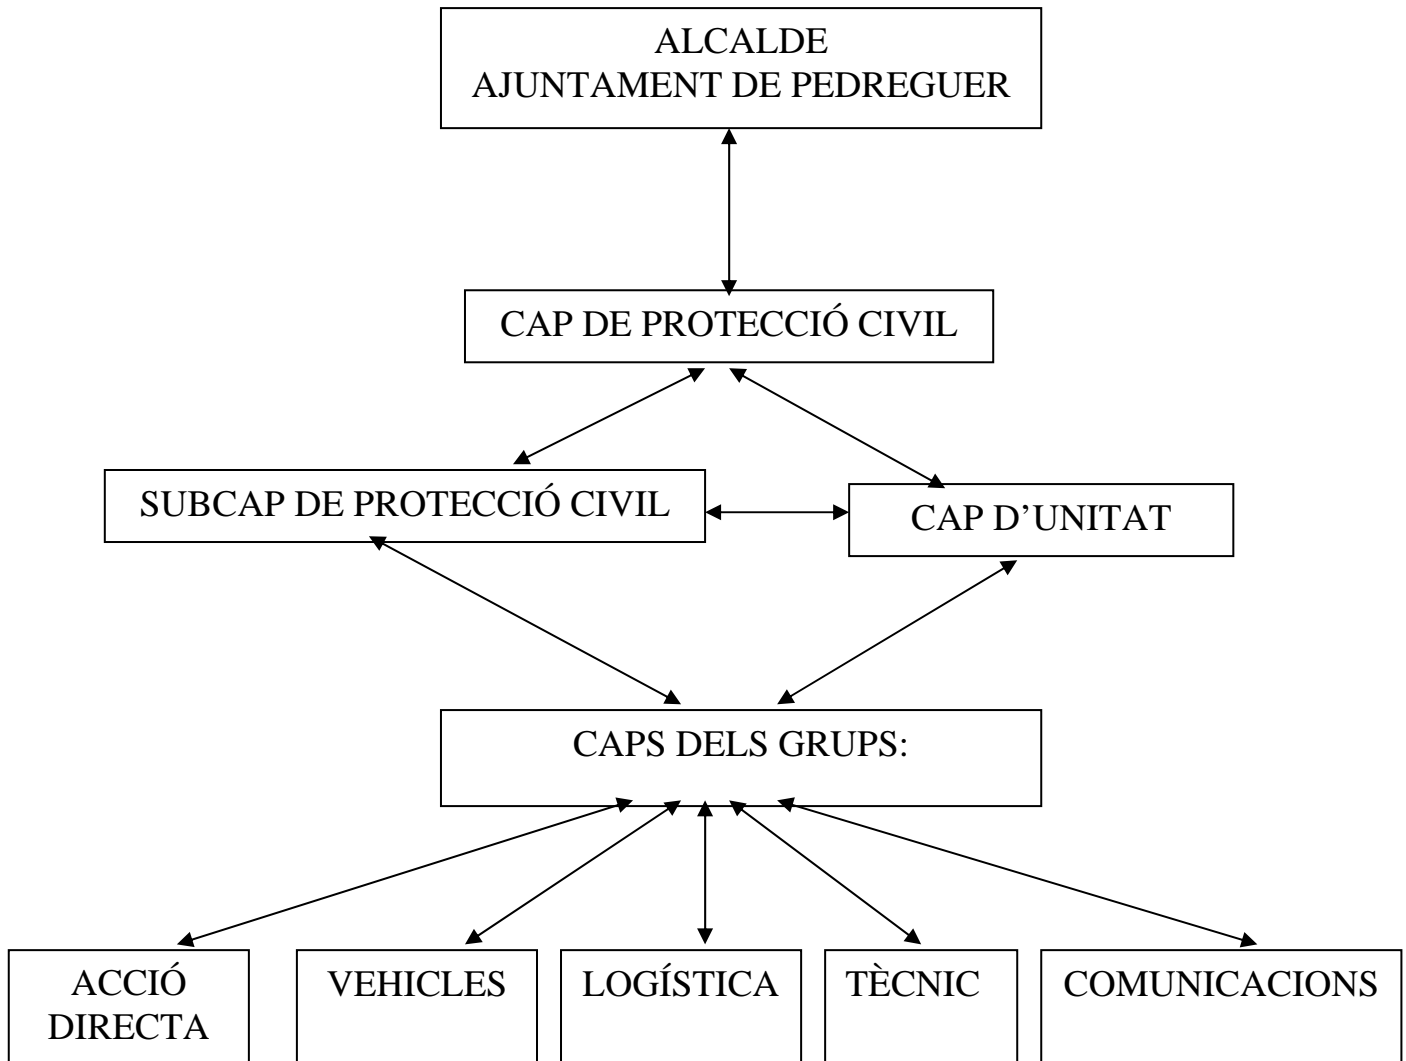 ALCALDE
AJUNTAMENT DE PEDREGUER
CAP DE PROTECCIÓ CIVIL
SUBCAP DE PROTECCIÓ CIVIL
CAP D’UNITAT
CAPS DELS GRUPS:
ACCIÓ
DIRECTA
VEHICLES
LOGÍSTICA
TÈCNIC
COMUNICACIONS